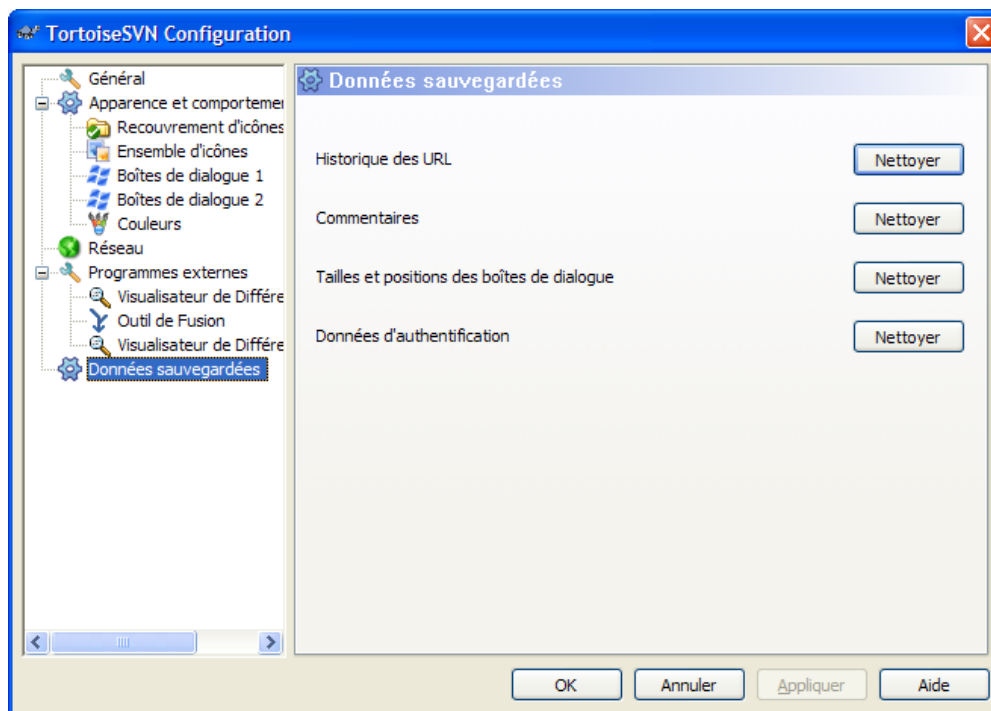 TortoiseSVN Configuration
Général
Apparence et comportemen
Recouvrement d'icônes
Ensemble d'icônes
Boîtes de dialogue 1
Boîtes de dialogue 2
Couleurs
Réseau
Programmes externes
Visualisateur de Différe
Outil de Fusion
Visualisateur de Différe
Données sauvegardées
Données sauvegardées
Historique des URL
Nettoyer
Commentaires
Nettoyer
Tailles et positions des boîtes de dialogue
Nettoyer
Données d'authentification
Nettoyer
OK
Annuler
Appliquer
Aide